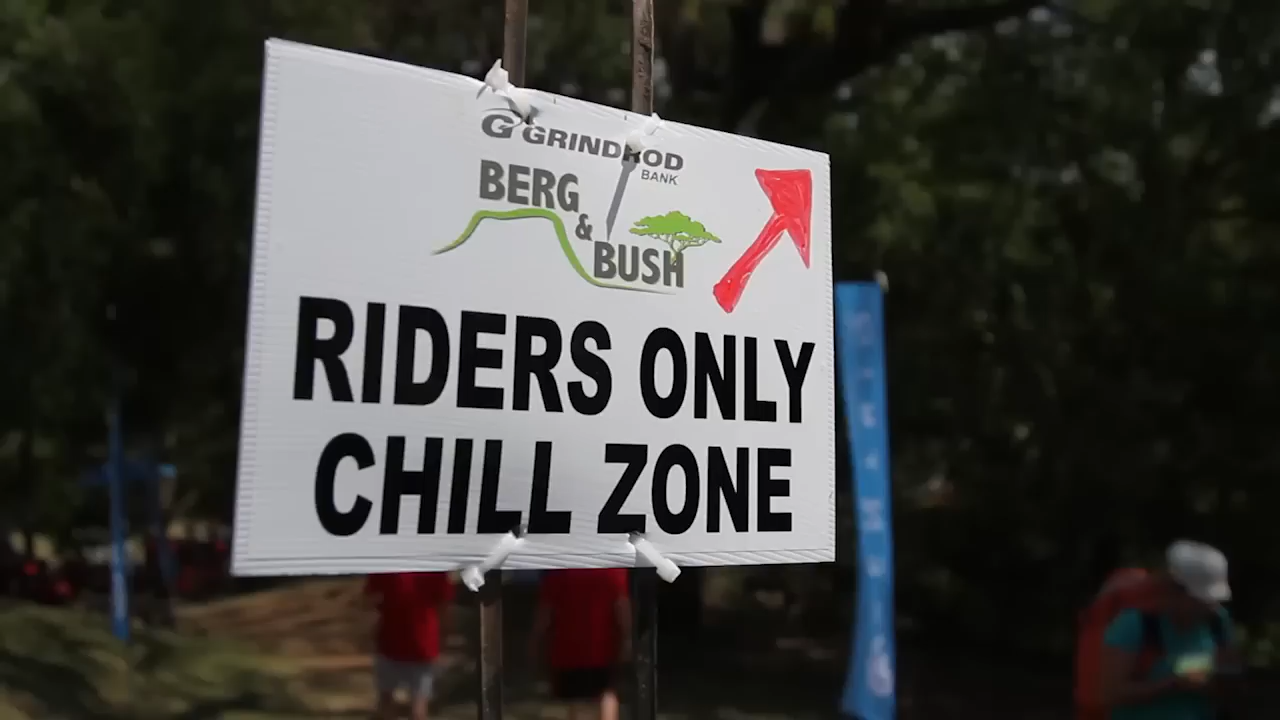 G GRINDROD
BANK
BERG
&
BUSH
RIDERS ONLY
CHILL ZONE